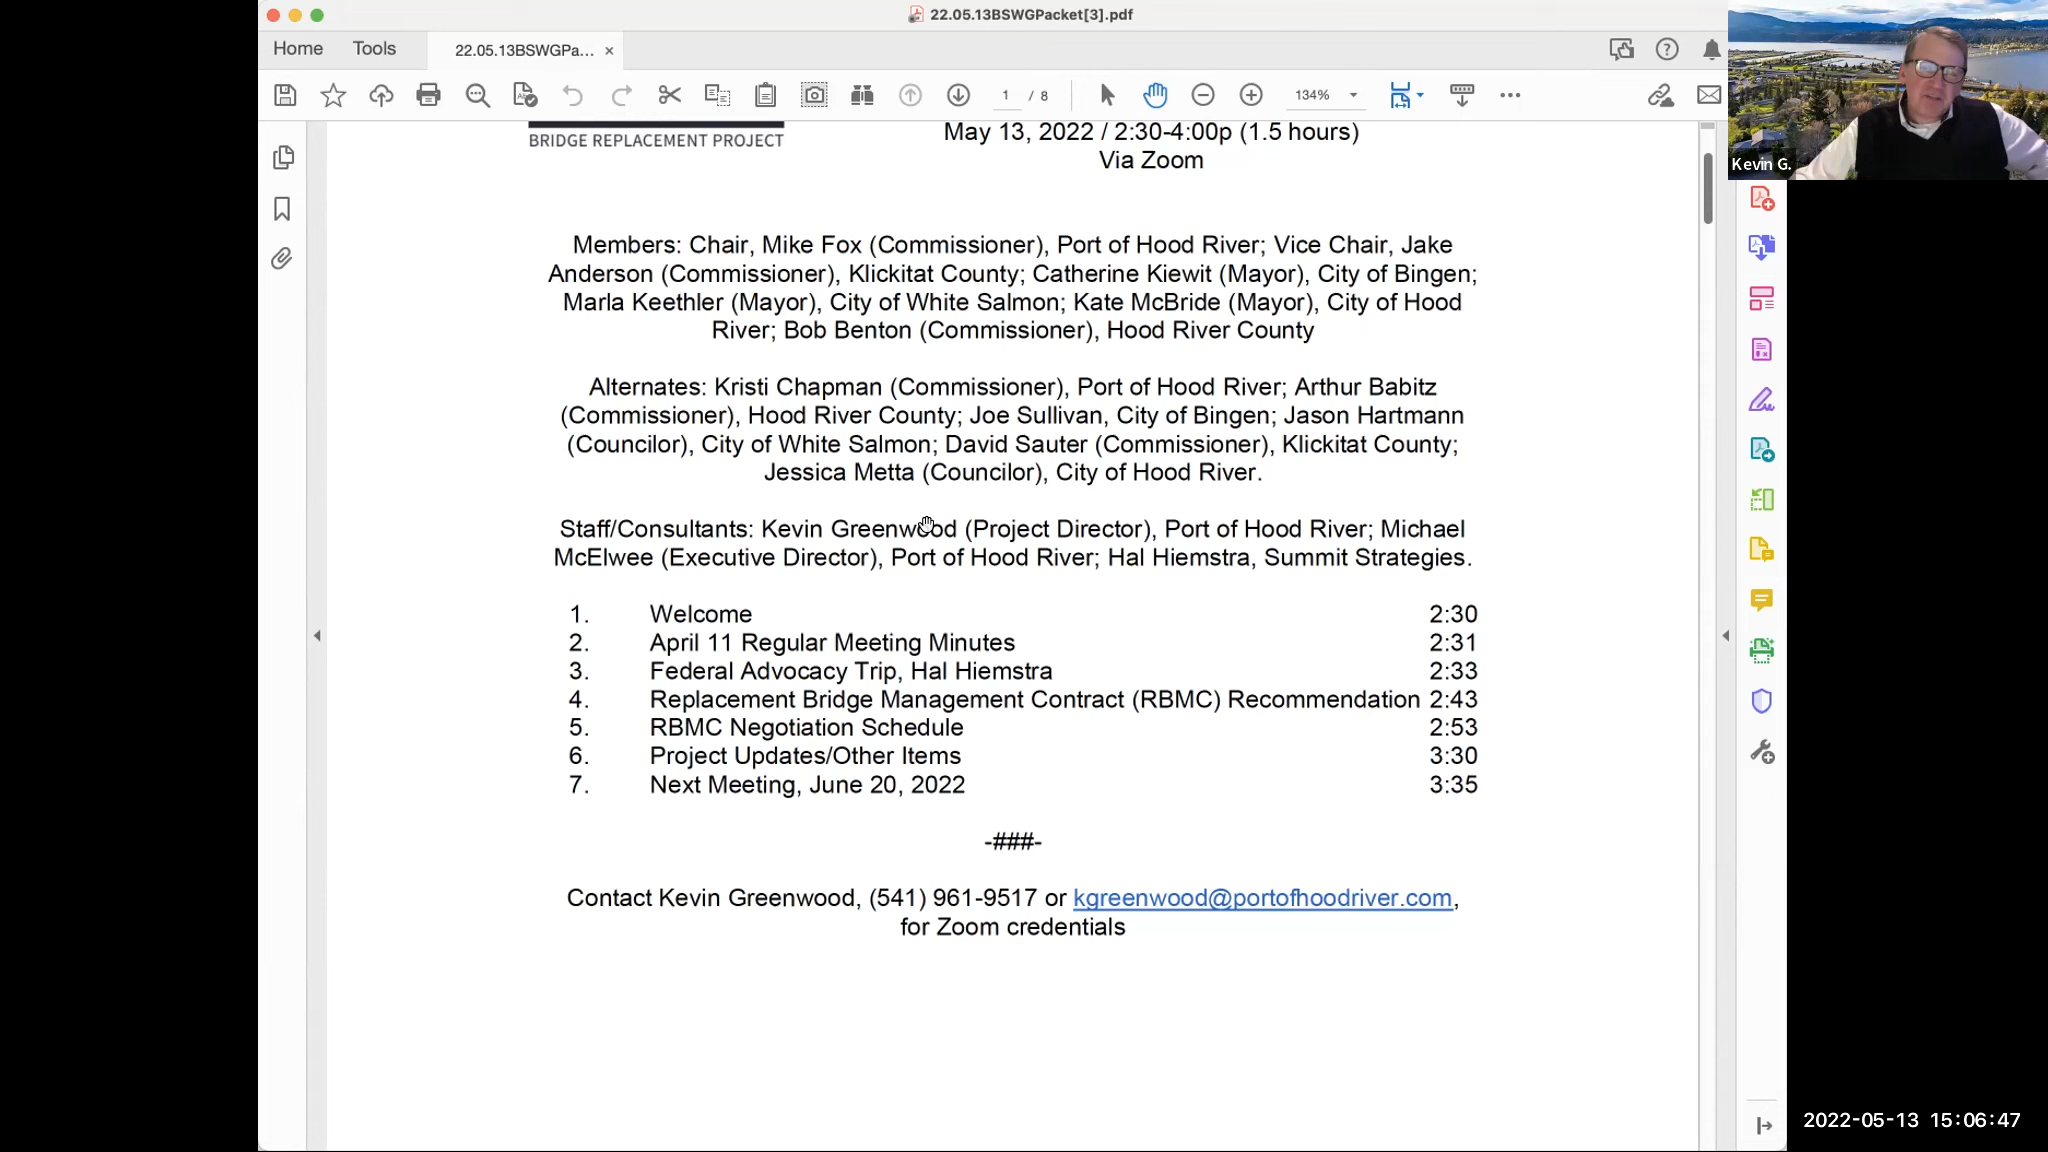 22.05.13BSWGPacket[3].pdf
Home
Tools
22.05.13BSWGPa...
1 / 8
134%
Kevin G.
BRIDGE REPLACEMENT PROJECT
May 13, 2022 / 2:30-4:00p (1.5 hours)
Via Zoom
Members: Chair, Mike Fox (Commissioner), Port of Hood River; Vice Chair, Jake
Anderson (Commissioner), Klickitat County; Catherine Kiewit (Mayor), City of Bingen;
Marla Keethler (Mayor), City of White Salmon; Kate McBride (Mayor), City of Hood
River; Bob Benton (Commissioner), Hood River County
Alternates: Kristi Chapman (Commissioner), Port of Hood River; Arthur Babitz
(Commissioner), Hood River County; Joe Sullivan, City of Bingen; Jason Hartmann
(Councilor), City of White Salmon; David Sauter (Commissioner), Klickitat County;
Jessica Metta (Councilor), City of Hood River.
Staff/Consultants: Kevin Greenwood (Project Director), Port of Hood River; Michael
McElwee (Executive Director), Port of Hood River; Hal Hiemstra, Summit Strategies.
1. Welcome 2:30
2. April 11 Regular Meeting Minutes 2:31
3. Federal Advocacy Trip, Hal Hiemstra 2:33
4. Replacement Bridge Management Contract (RBMC) Recommendation 2:43
5. RBMC Negotiation Schedule 2:53
6. Project Updates/Other Items 3:30
7. Next Meeting, June 20, 2022 3:35
-###-
Contact Kevin Greenwood, (541) 961-9517 or kgreenwood@portofhoodriver.com,
for Zoom credentials
2022-05-13 15:06:47